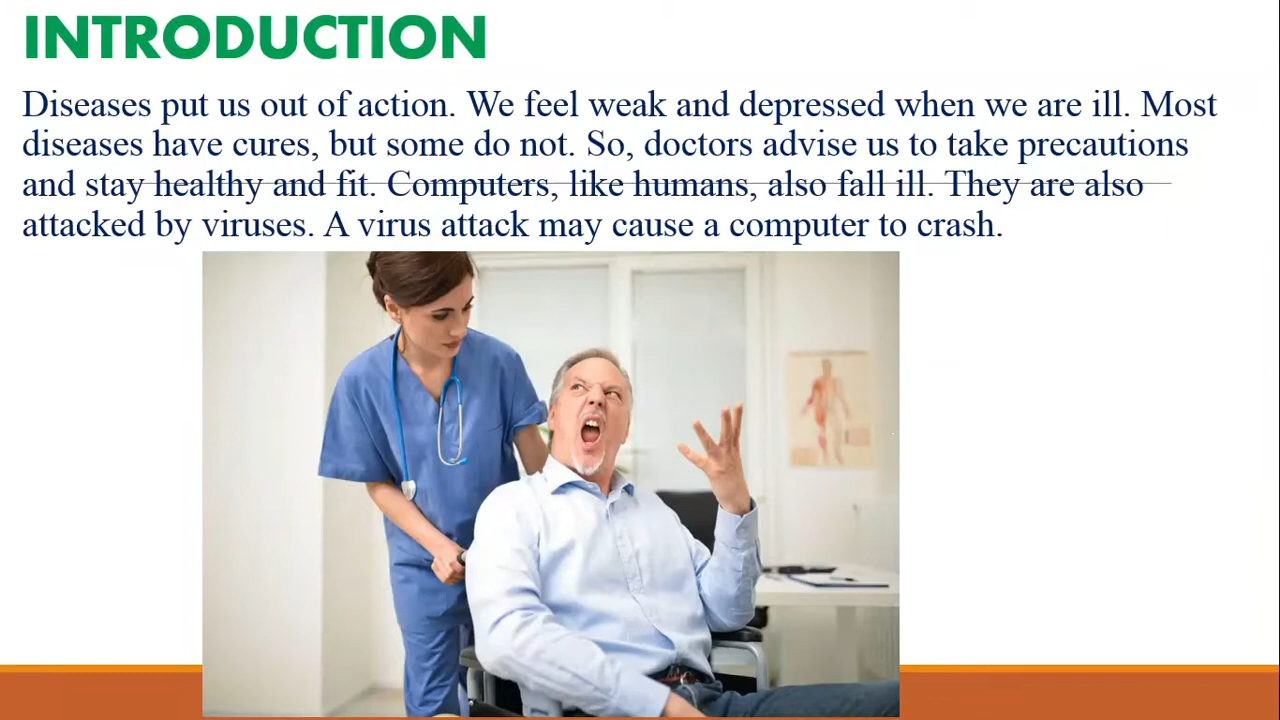 INTRODUCTION
Diseases put us out of action. We feel weak and depressed when we are ill. Most
diseases have cures, but some do not. So, doctors advise us to take precautions
and stay healthy and fit. Computers, like humans, also fall ill. They are also
attacked by viruses. A virus attack may cause a computer to crash.